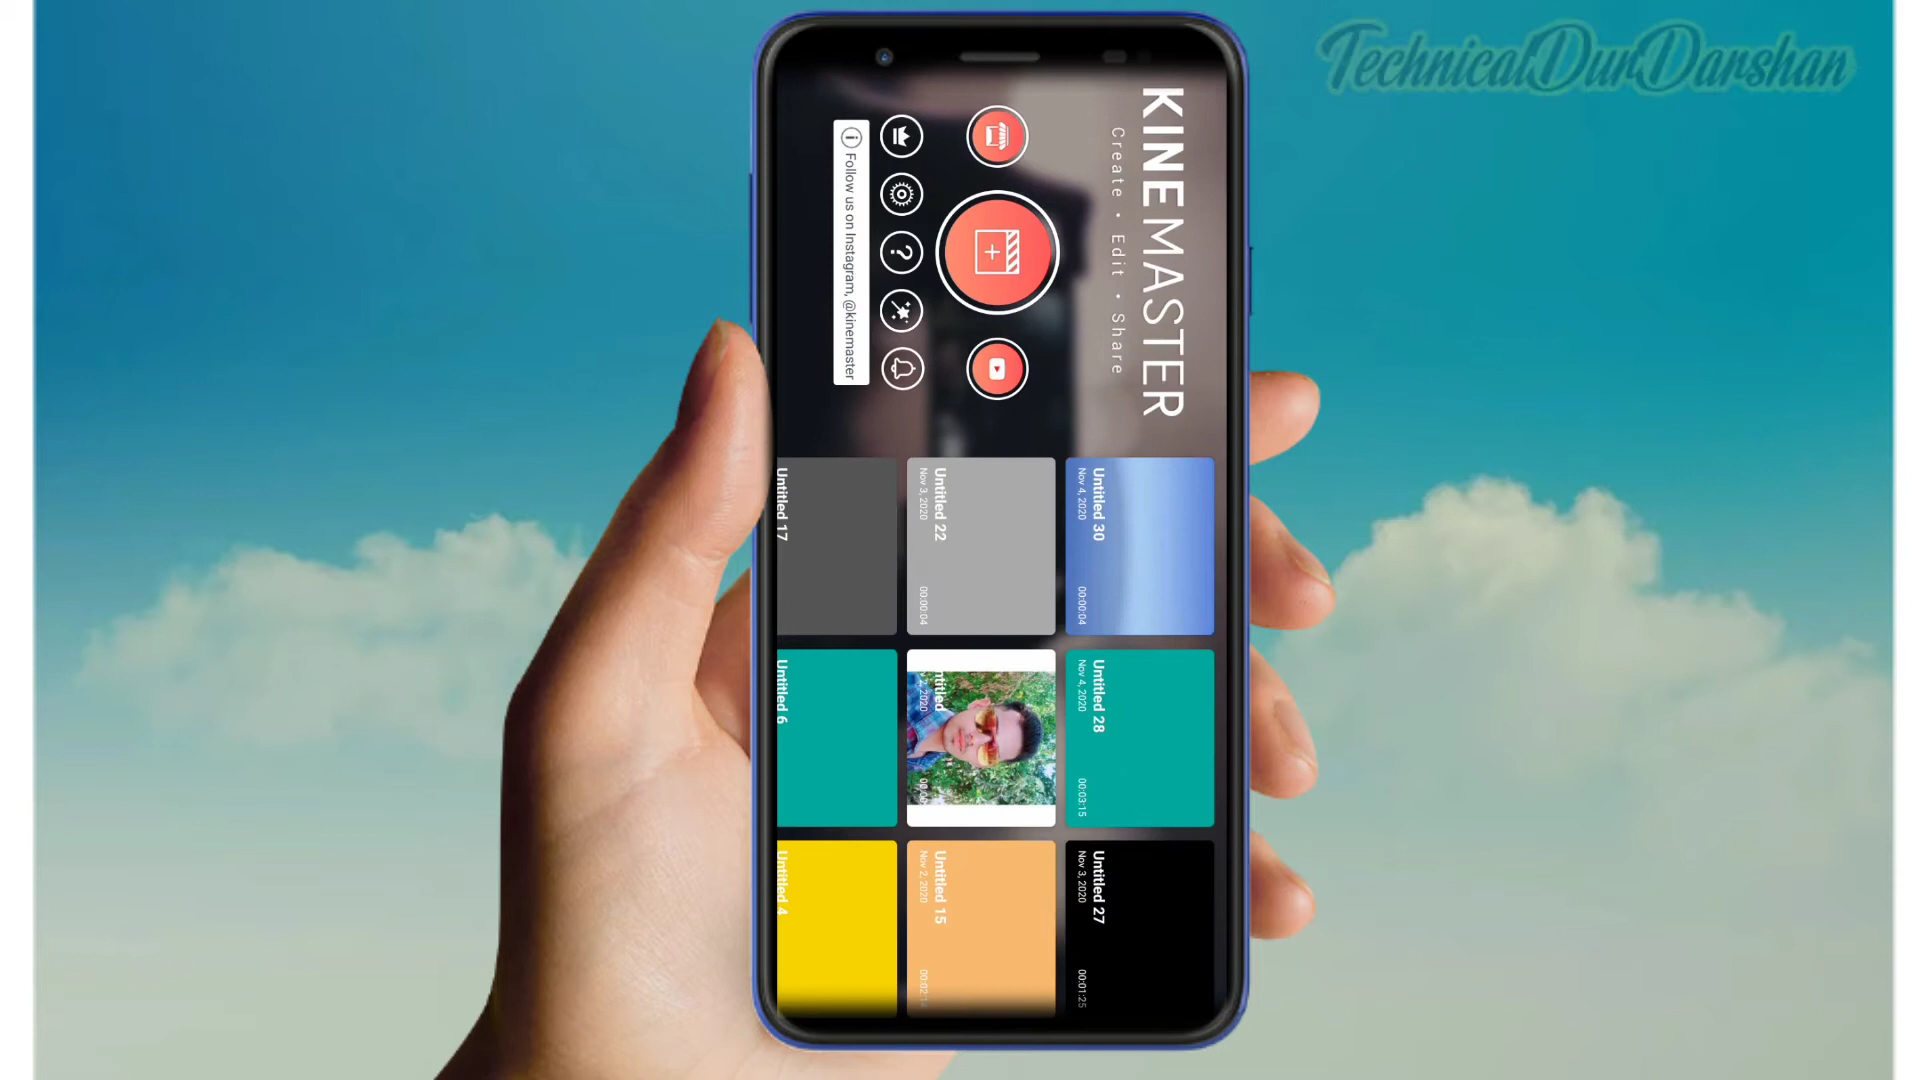 TechnicalDurDarshan
KINEMASTER
Create • Edit • Share
Follow us on Instagram, @kinemaster
Untitled 30
Nov 4, 2020
00:00:04
Untitled 28
Nov 4, 2020
00:03:15
Untitled 27
Nov 3, 2020
00:01:25
Untitled 22
Nov 3, 2020
00:00:04
Untitled 15
Nov 2, 2020
Untitled 17
Untitled 6
Untitled 4